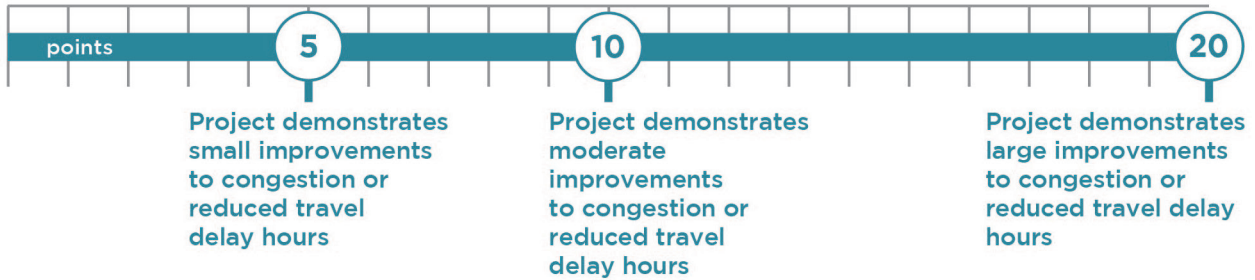 points
5
10
20
Project demonstrates
small improvements
to congestion or
reduced travel
delay hours
Project demonstrates
moderate
improvements
to congestion or
reduced travel
delay hours
Project demonstrates
large improvements
to congestion or
reduced travel delay
hours